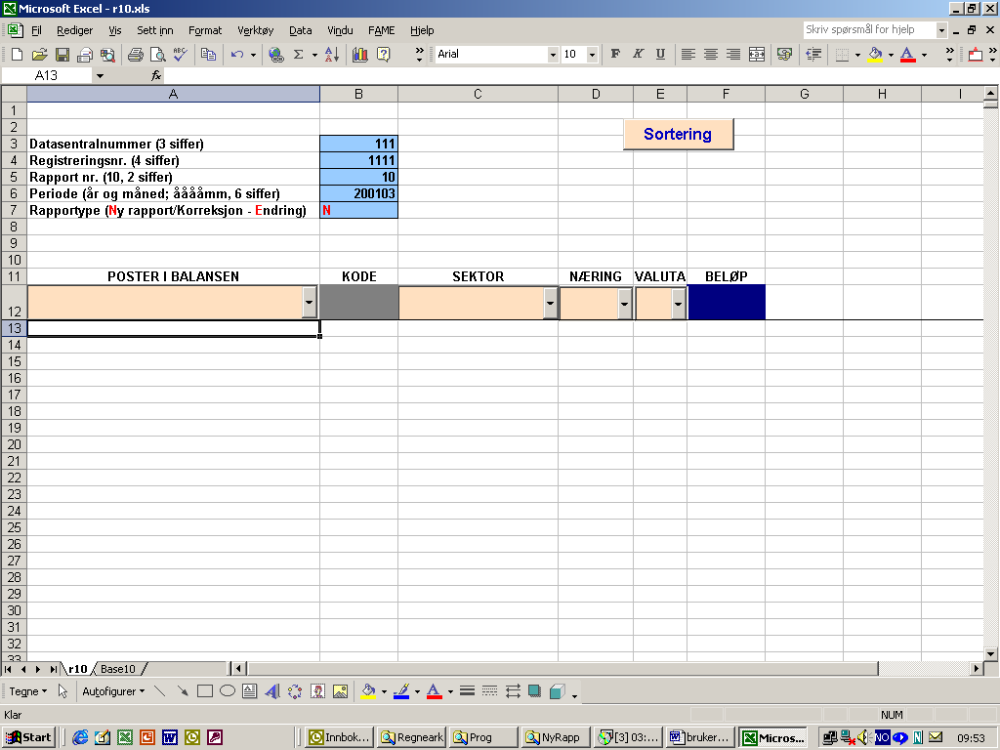 Microsoft Excel - r10.xls
Fil Rediger Vis Sett inn Format Verktøy Data Vindu FAME Hjelp Skriv spørsmål for hjelp
Arial 10 F K U
A13 fx
A B C D E F G H I
1
2
Sortering
3 Datasentralnummer (3 siffer) 111
4 Registreringsnr. (4 siffer) 1111
5 Rapport nr. (10, 2 siffer) 10
6 Periode (år og måned; ååååmm, 6 siffer) 200103
7 Rapportype (Ny rapport/Korreksjon - Endring) N
8
9
10
11 POSTER I BALANSEN KODE SEKTOR NÆRING VALUTA BELØP
12
13
14
15
16
17
18
19
20
21
22
23
24
25
26
27
28
29
30
31
32
33
r10 Base10
Tegne Autofigurer
Klar NUM
Start Innbok... Regneark Prog NyRapp [3] 03:... bruker... Micros... NO N 09:53